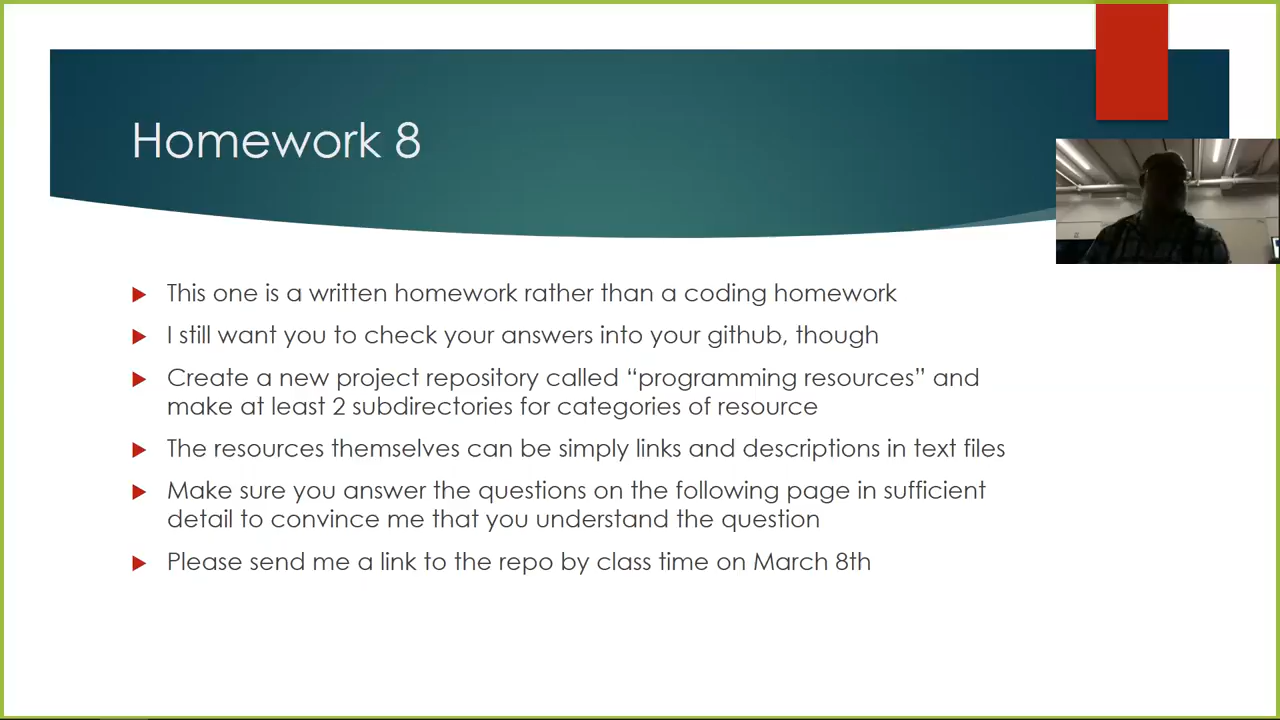 Homework 8
This one is a written homework rather than a coding homework
I still want you to check your answers into your github, though
Create a new project repository called “programming resources” and
make at least 2 subdirectories for categories of resource
The resources themselves can be simply links and descriptions in text files
Make sure you answer the questions on the following page in sufficient
detail to convince me that you understand the question
Please send me a link to the repo by class time on March 8th